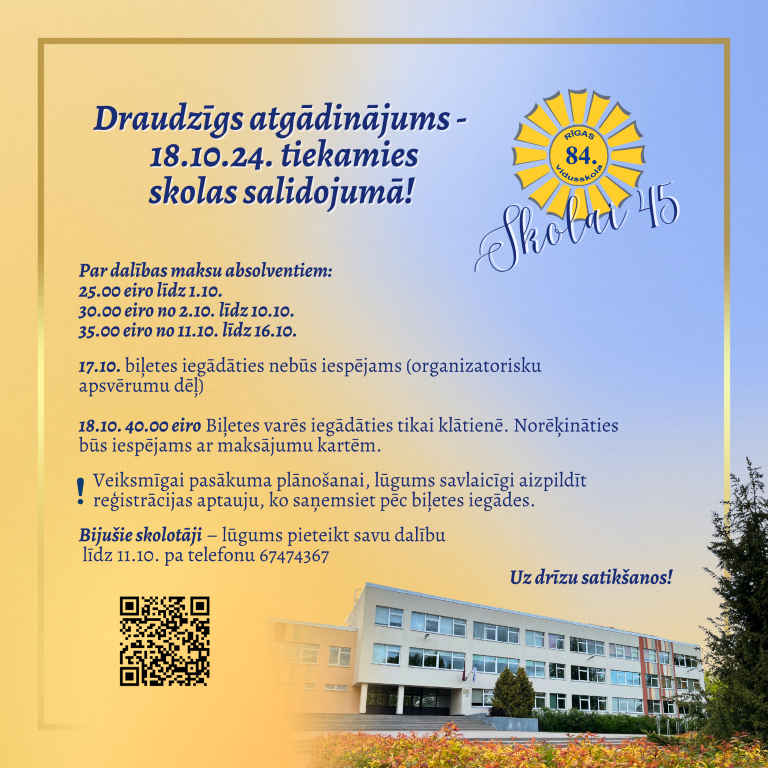 Draudzīgs atgādinājums -
18.10.24. tiekamies
skolas salidojumā!
RĪGAS
84.
vidusskola
Skolai 45
Par dalības maksu absolventiem:
25.00 eiro līdz 1.10.
30.00 eiro no 2.10. līdz 10.10.
35.00 eiro no 11.10. līdz 16.10.
17.10. biļetes iegādāties nebūs iespējams (organizatorisku
apsvērumu dēļ)
18.10. 40.00 eiro Biļetes varēs iegādāties tikai klātienē. Norēķināties
būs iespējams ar maksājumu kartēm.
! Veiksmīgai pasākuma plānošanai, lūgums savlaicīgi aizpildīt
reģistrācijas aptauju, ko saņemsiet pēc biļetes iegādes.
Bijušie skolotāji – lūgums pieteikt savu dalību
līdz 11.10. pa telefonu 67474367
Uz drīzu satikšanos!